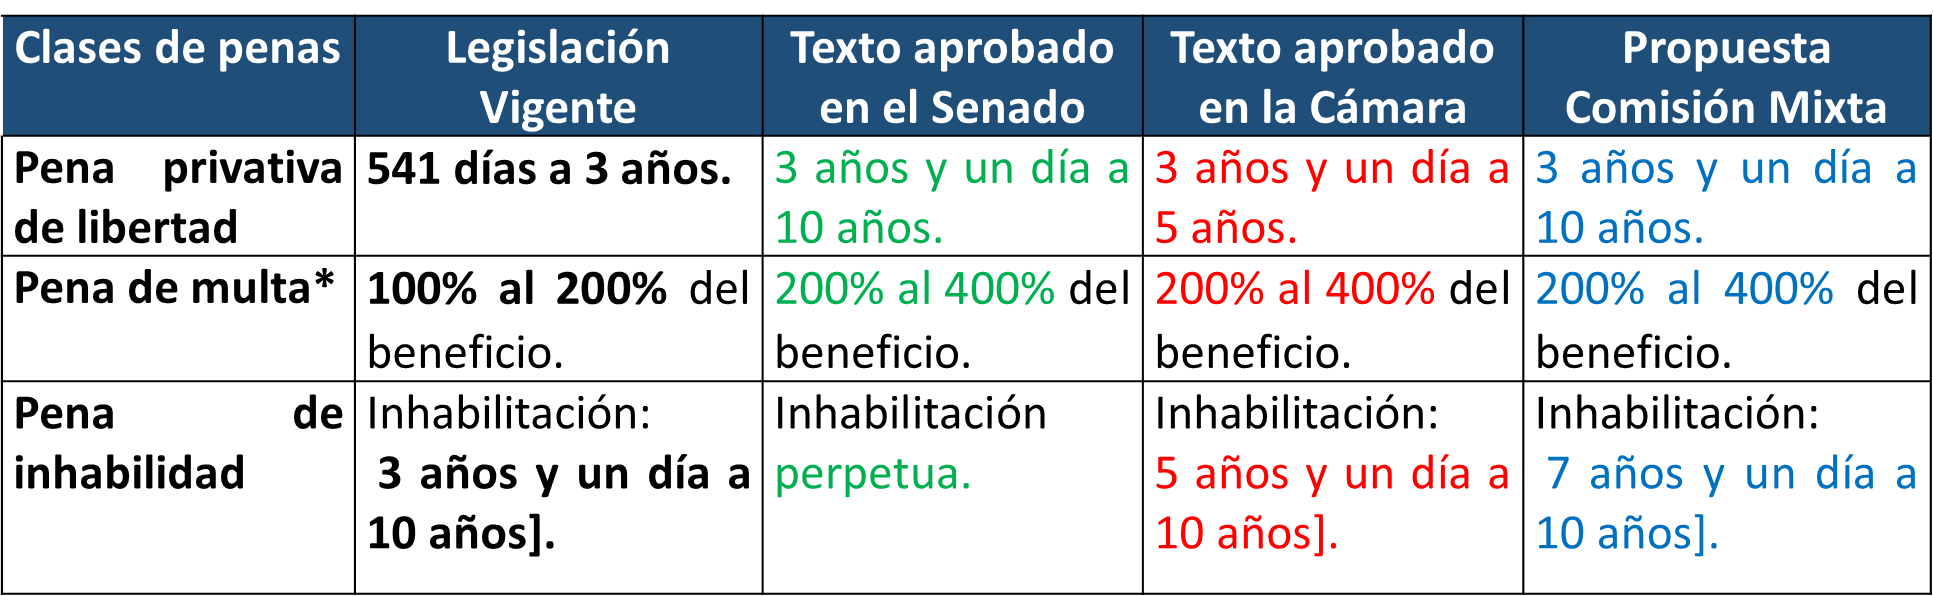 Clases de penas
Legislación
Vigente
Texto aprobado
en el Senado
Texto aprobado
en la Cámara
Propuesta
Comisión Mixta
Pena privativa
de libertad
541 días a 3 años.
3 años y un día a
10 años.
3 años y un día a
5 años.
3 años y un día a
10 años.
Pena de multa*
100% al 200% del
beneficio.
200% al 400% del
beneficio.
200% al 400% del
beneficio.
200% al 400% del
beneficio.
Pena de
inhabilidad
Inhabilitación:
3 años y un día a
10 años].
Inhabilitación
perpetua.
Inhabilitación:
5 años y un día a
10 años].
Inhabilitación:
7 años y un día a
10 años].